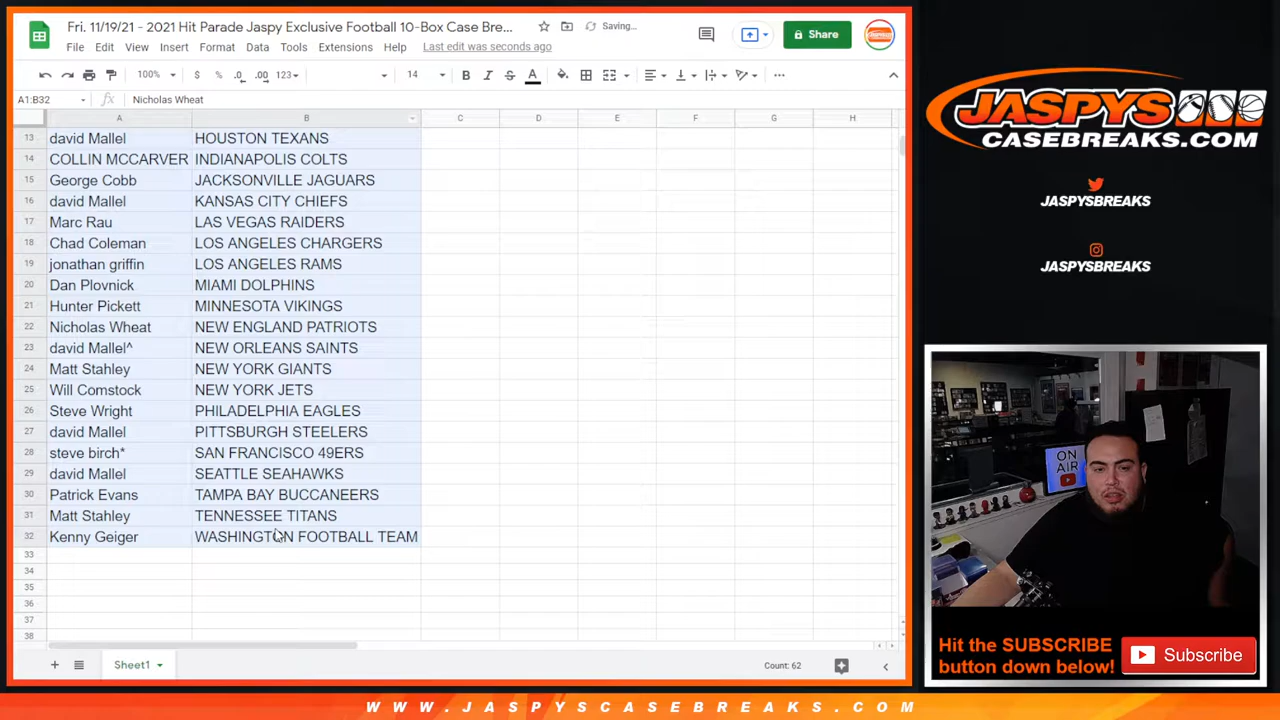 Fri. 11/19/21 - 2021 Hit Parade Jaspy Exclusive Football 10-Box Case Bre...
Saving...
File Edit View Insert Format Data Tools Extensions Help Last edit was seconds ago
Share
100% $ % .0 .00 123 14 B I S A
A1:B32 fx Nicholas Wheat
A B C D E F G H
13 david Mallel HOUSTON TEXANS
14 COLLIN MCCARVER INDIANAPOLIS COLTS
15 George Cobb JACKSONVILLE JAGUARS
16 david Mallel KANSAS CITY CHIEFS
17 Marc Rau LAS VEGAS RAIDERS
18 Chad Coleman LOS ANGELES CHARGERS
19 jonathan griffin LOS ANGELES RAMS
20 Dan Plovnick MIAMI DOLPHINS
21 Hunter Pickett MINNESOTA VIKINGS
22 Nicholas Wheat NEW ENGLAND PATRIOTS
23 david Mallel^ NEW ORLEANS SAINTS
24 Matt Stahley NEW YORK GIANTS
25 Will Comstock NEW YORK JETS
26 Steve Wright PHILADELPHIA EAGLES
27 david Mallel PITTSBURGH STEELERS
28 steve birch* SAN FRANCISCO 49ERS
29 david Mallel SEATTLE SEAHAWKS
30 Patrick Evans TAMPA BAY BUCCANEERS
31 Matt Stahley TENNESSEE TITANS
32 Kenny Geiger WASHINGTON FOOTBALL TEAM
33
34
35
36
37
38
Sheet1
Count: 62
JASPYS
CASEBREAKS.COM
JASPYSBREAKS
JASPYSBREAKS
ON
AIR
Hit the SUBSCRIBE
button down below!
Subscribe
WWW.JASPYSCASEBREAKS.COM